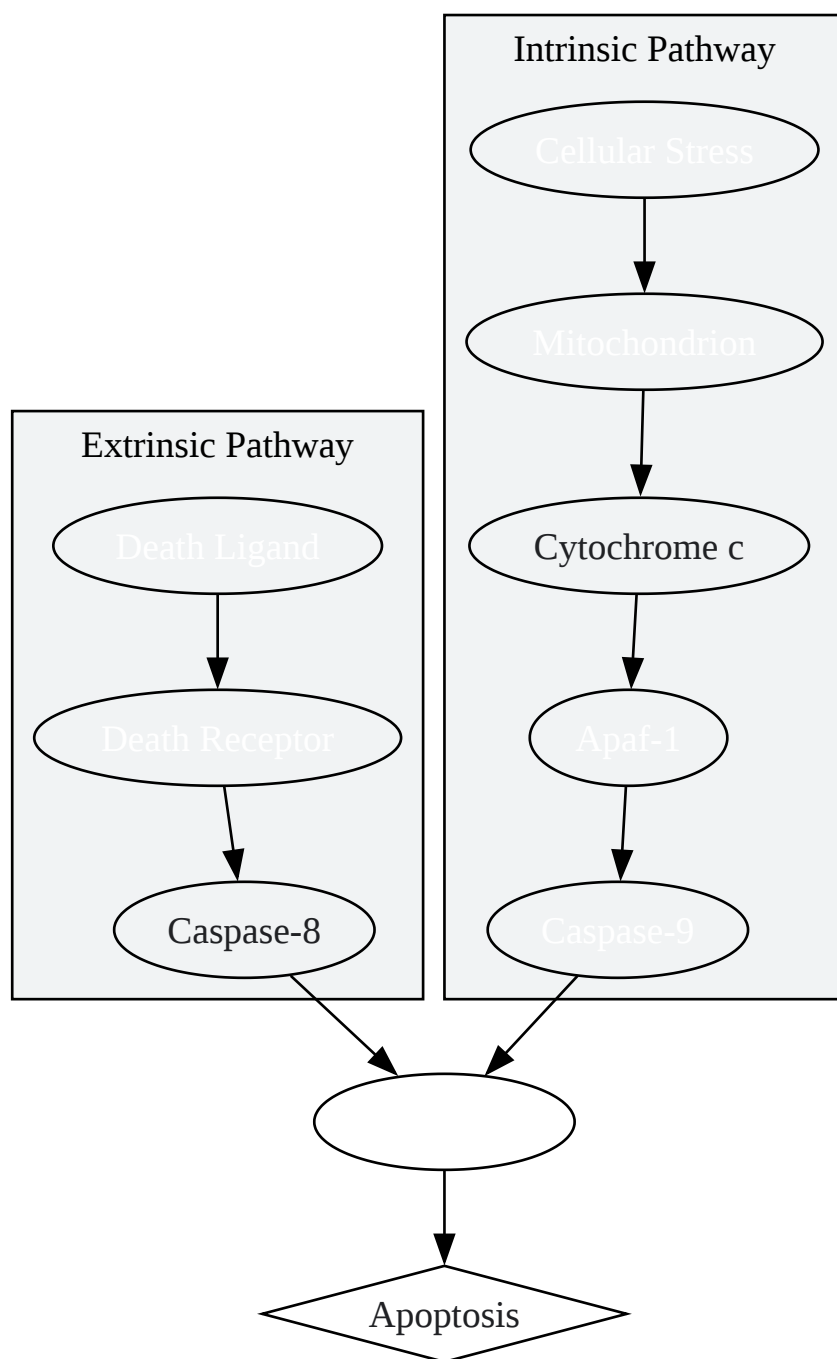 Intrinsic Pathway
Cellular Stress
Mitochondrion
Extrinsic Pathway
Death Ligand
Cytochrome c
Death Receptor
Apaf-1
Caspase-8
Caspase-9
Apoptosis